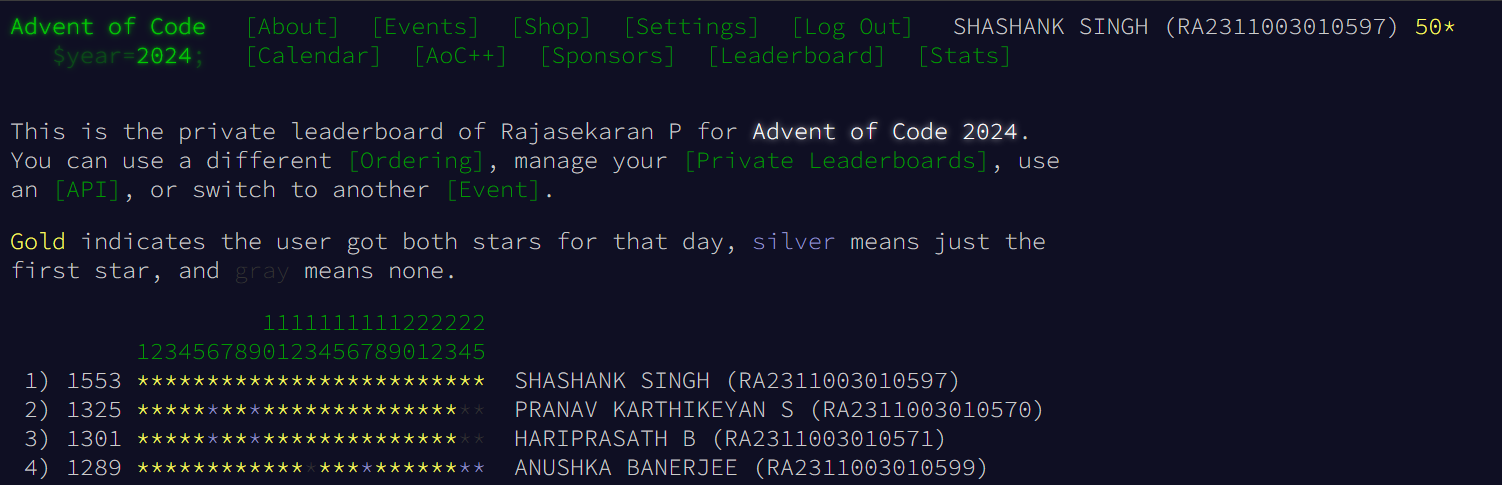 Advent of Code [About] [Events] [Shop] [Settings] [Log Out] SHASHANK SINGH (RA2311003010597) 50*
$year=2024; [Calendar] [AoC++] [Sponsors] [Leaderboard] [Stats]
This is the private leaderboard of Rajasekaran P for Advent of Code 2024.
You can use a different [Ordering], manage your [Private Leaderboards], use
an [API], or switch to another [Event].
Gold indicates the user got both stars for that day, silver means just the
first star, and gray means none.
1111111111222222
1234567890123456789012345
1) 1553 ************************* SHASHANK SINGH (RA2311003010597)
2) 1325 ************************* PRANAV KARTHIKEYAN S (RA2311003010570)
3) 1301 ************************* HARIPRASATH B (RA2311003010571)
4) 1289 ************************* ANUSHKA BANERJEE (RA2311003010599)